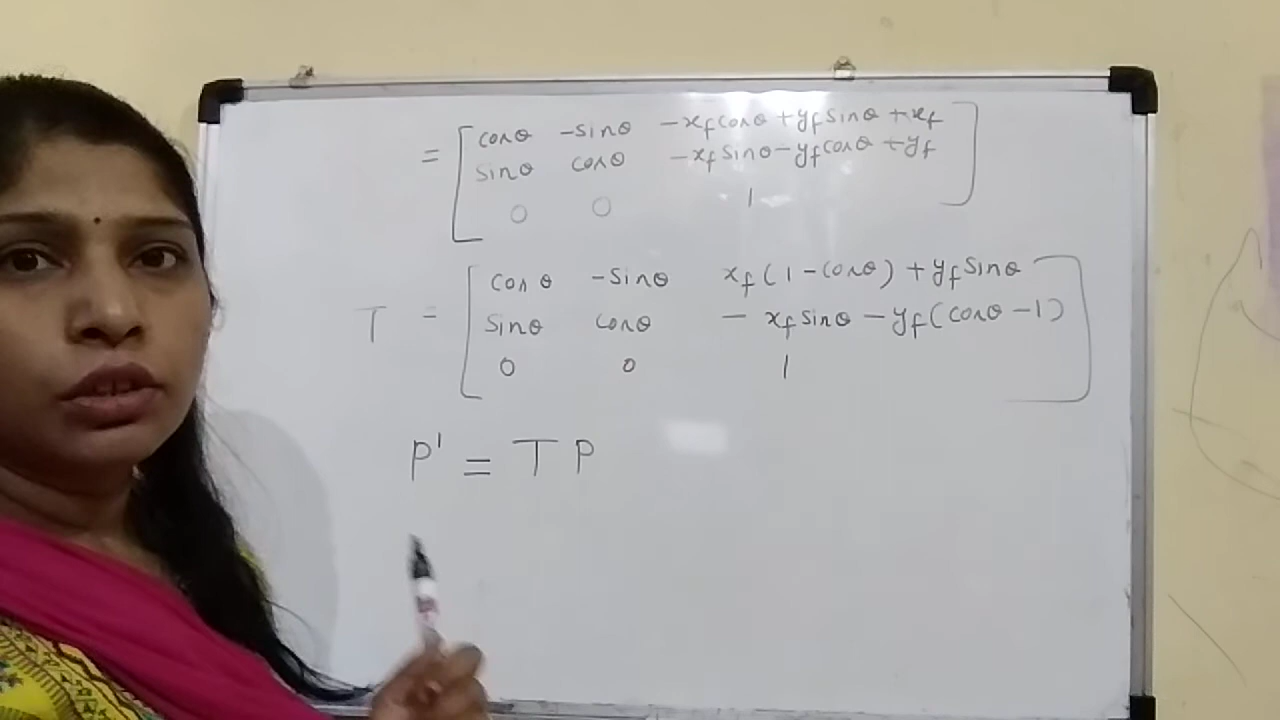 = [ cosθ -sinθ -x_f cosθ + y_f sinθ + x_f ]
sinθ cosθ -x_f sinθ - y_f cosθ + y_f
0 0 1
T = [ cosθ -sinθ x_f (1 - cosθ) + y_f sinθ ]
sinθ cosθ - x_f sinθ - y_f (cosθ - 1)
0 0 1
P' = T P